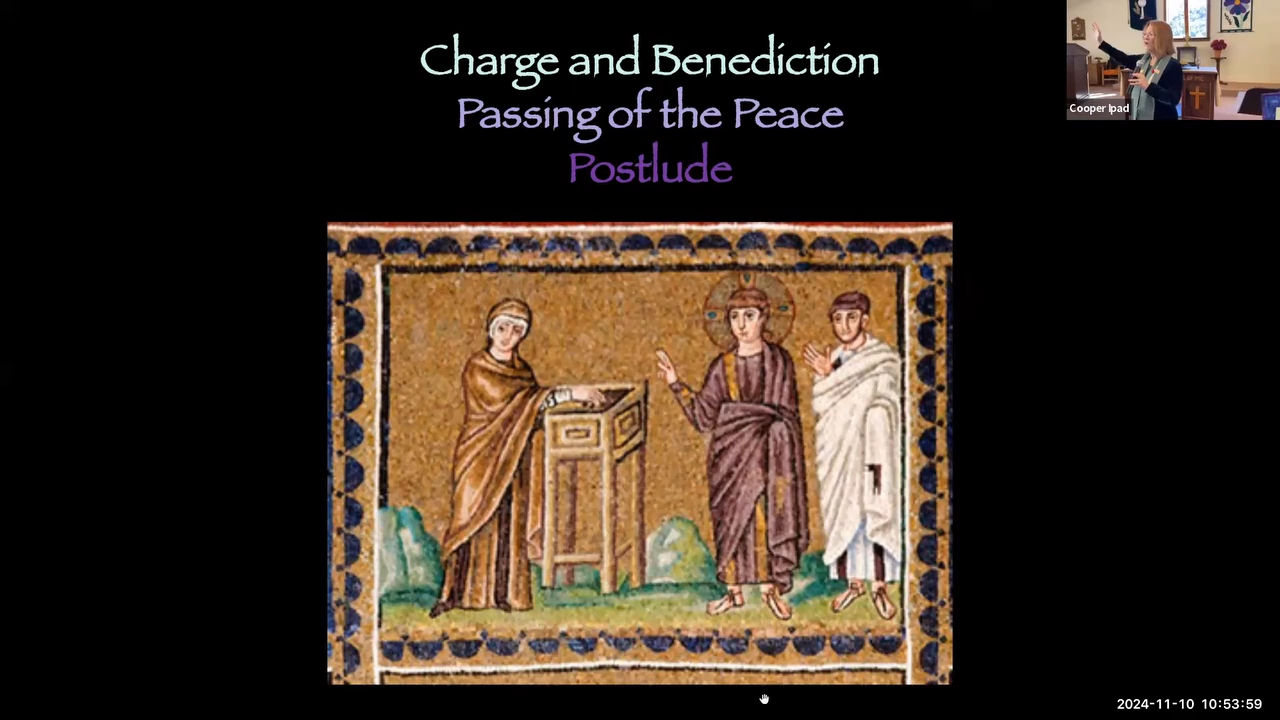 Charge and Benediction
Passing of the Peace
Postlude
Cooper Ipad
2024-11-10 10:53:59